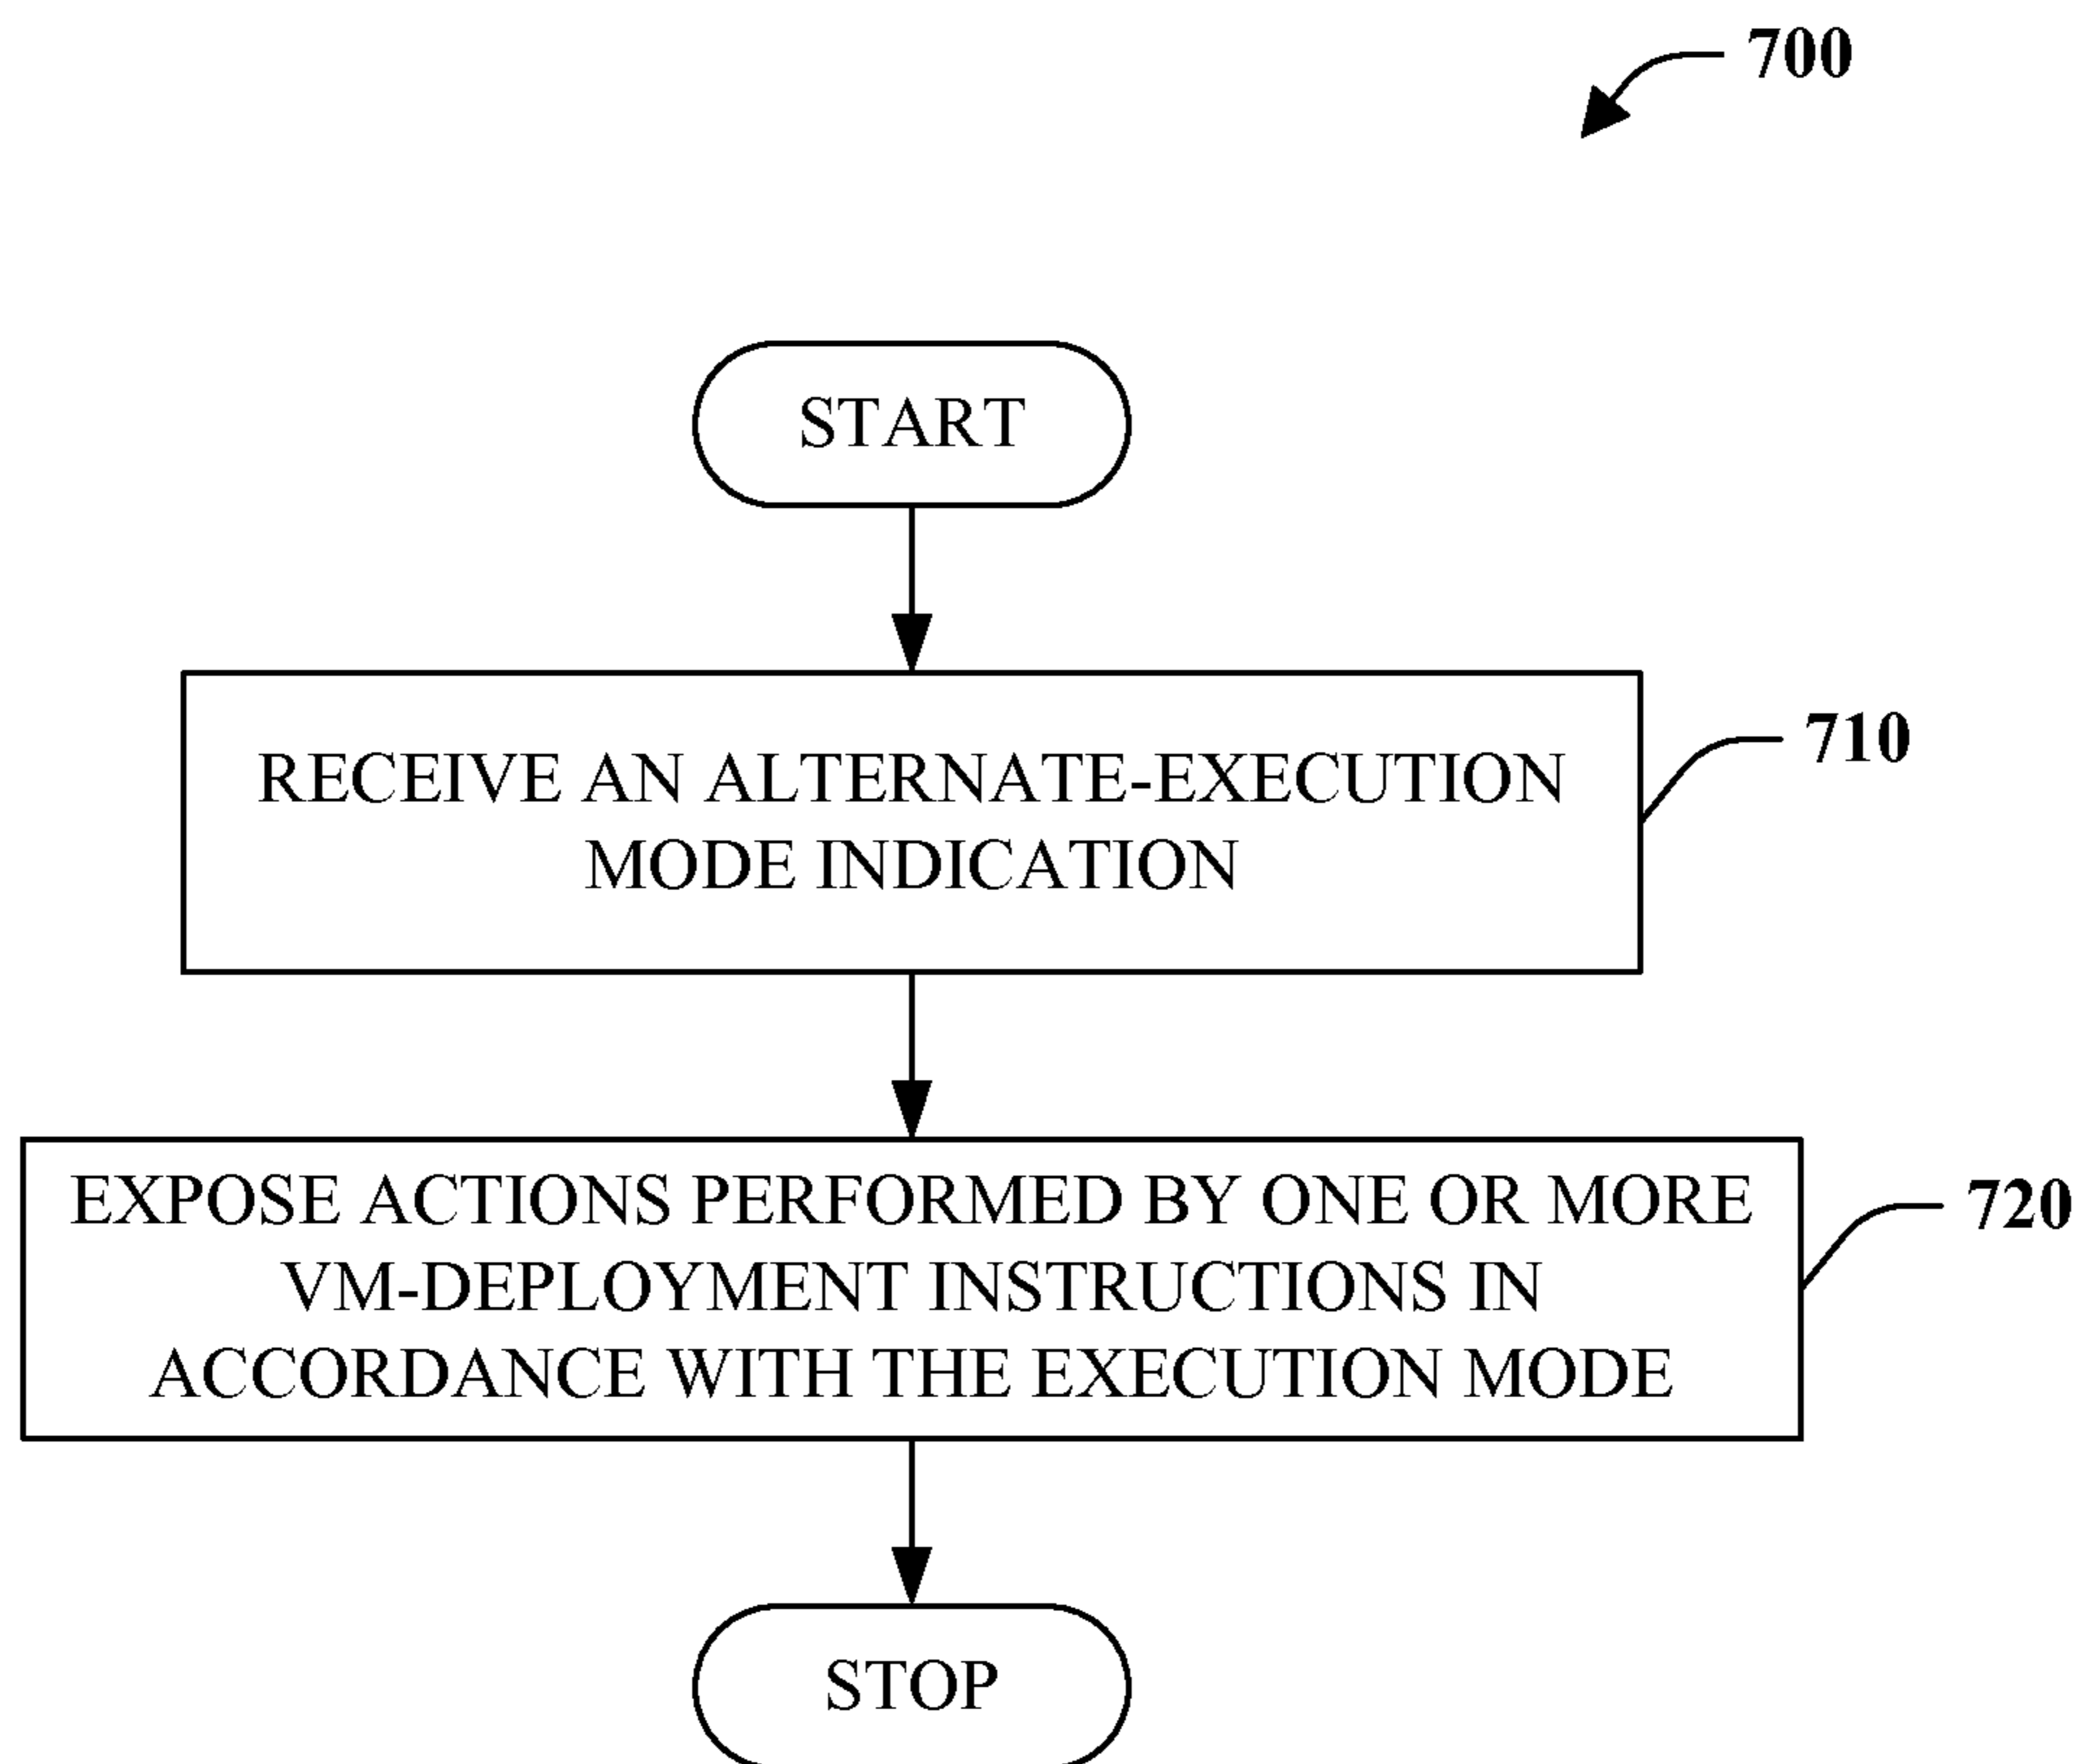 700
START
RECEIVE AN ALTERNATE-EXECUTION
MODE INDICATION
710
EXPOSE ACTIONS PERFORMED BY ONE OR MORE
VM-DEPLOYMENT INSTRUCTIONS IN
ACCORDANCE WITH THE EXECUTION MODE
720
STOP